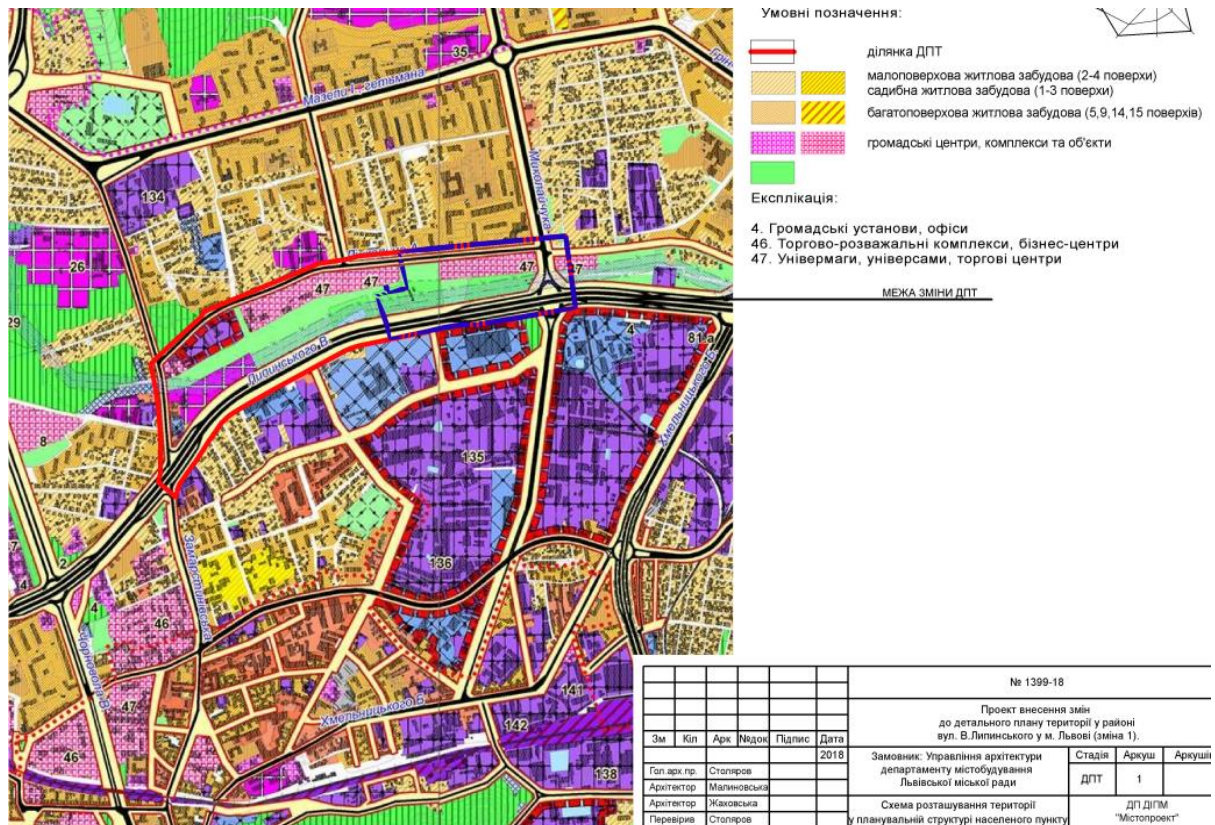 Умовні позначення:
ділянка ДПТ
малоповерхова житлова забудова (2-4 поверхи)
садибна житлова забудова (1-3 поверхи)
багатоповерхова житлова забудова (5,9,14,15 поверхів)
громадські центри, комплекси та об'єкти
Експлікація:
4. Громадські установи, офіси
46. Торгово-розважальні комплекси, бізнес-центри
47. Універмаги, універсами, торгові центри
МЕЖА ЗМІНИ ДПТ
35
Мазепи І., гетьмана
Миколайчука
134
26
47
47
47
29
Липинського В.
4
81.а
Хмельницького Б.
8
135
136
2
4
4
Замарстинівська
46
Чорновола В.
47
46
Хмельницького Б.
141
142
138
№ 1399-18
Проект внесення змін
до детального плану території у районі
вул. В.Липинського у м. Львові (зміна 1).
Зм Кіл Арк №док Підпис Дата
2018
Замовник: Управління архітектури
департаменту містобудування
Львівської міської ради
Стадія Аркуш Аркушів
ДПТ 1
Гол.арх.пр. Столяров
Архітектор Малиновська
Архітектор Жаховська
Перевірив Столяров
Схема розташування території
у планувальній структурі населеного пункту
ДП ДІПМ
"Містопроект"